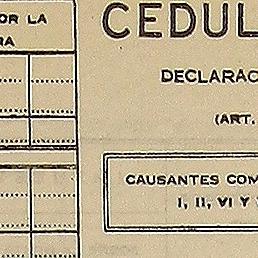 OR LA
RA
CEDUL
DECLARAC
(ART.
CAUSANTES COM
I, II, VI Y